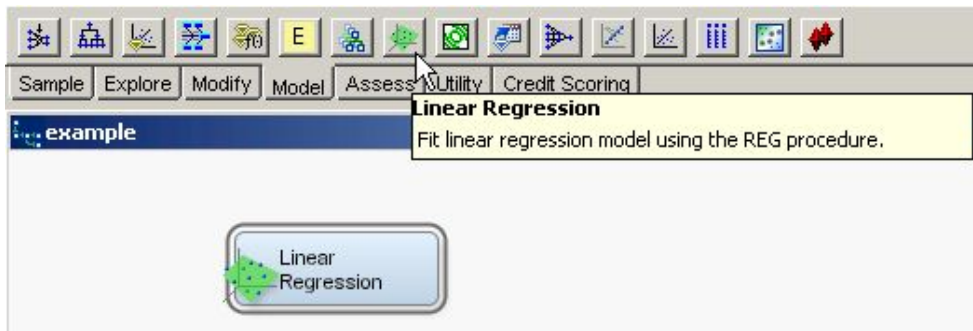 f()
E
Sample Explore Modify Model Assess Utility Credit Scoring
Linear Regression
Fit linear regression model using the REG procedure.
example
Linear
Regression